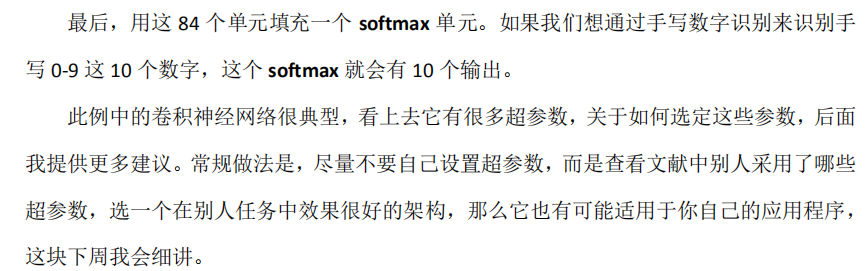 最后，用这 84 个单元填充一个 softmax 单元。如果我们想通过手写数字识别来识别手
写 0-9 这 10 个数字，这个 softmax 就会有 10 个输出。
此例中的卷积神经网络很典型，看上去它有很多超参数，关于如何选定这些参数，后面
我提供更多建议。常规做法是，尽量不要自己设置超参数，而是查看文献中别人采用了哪些
超参数，选一个在别人任务中效果很好的架构，那么它也有可能适用于你自己的应用程序，
这块下周我会细讲。